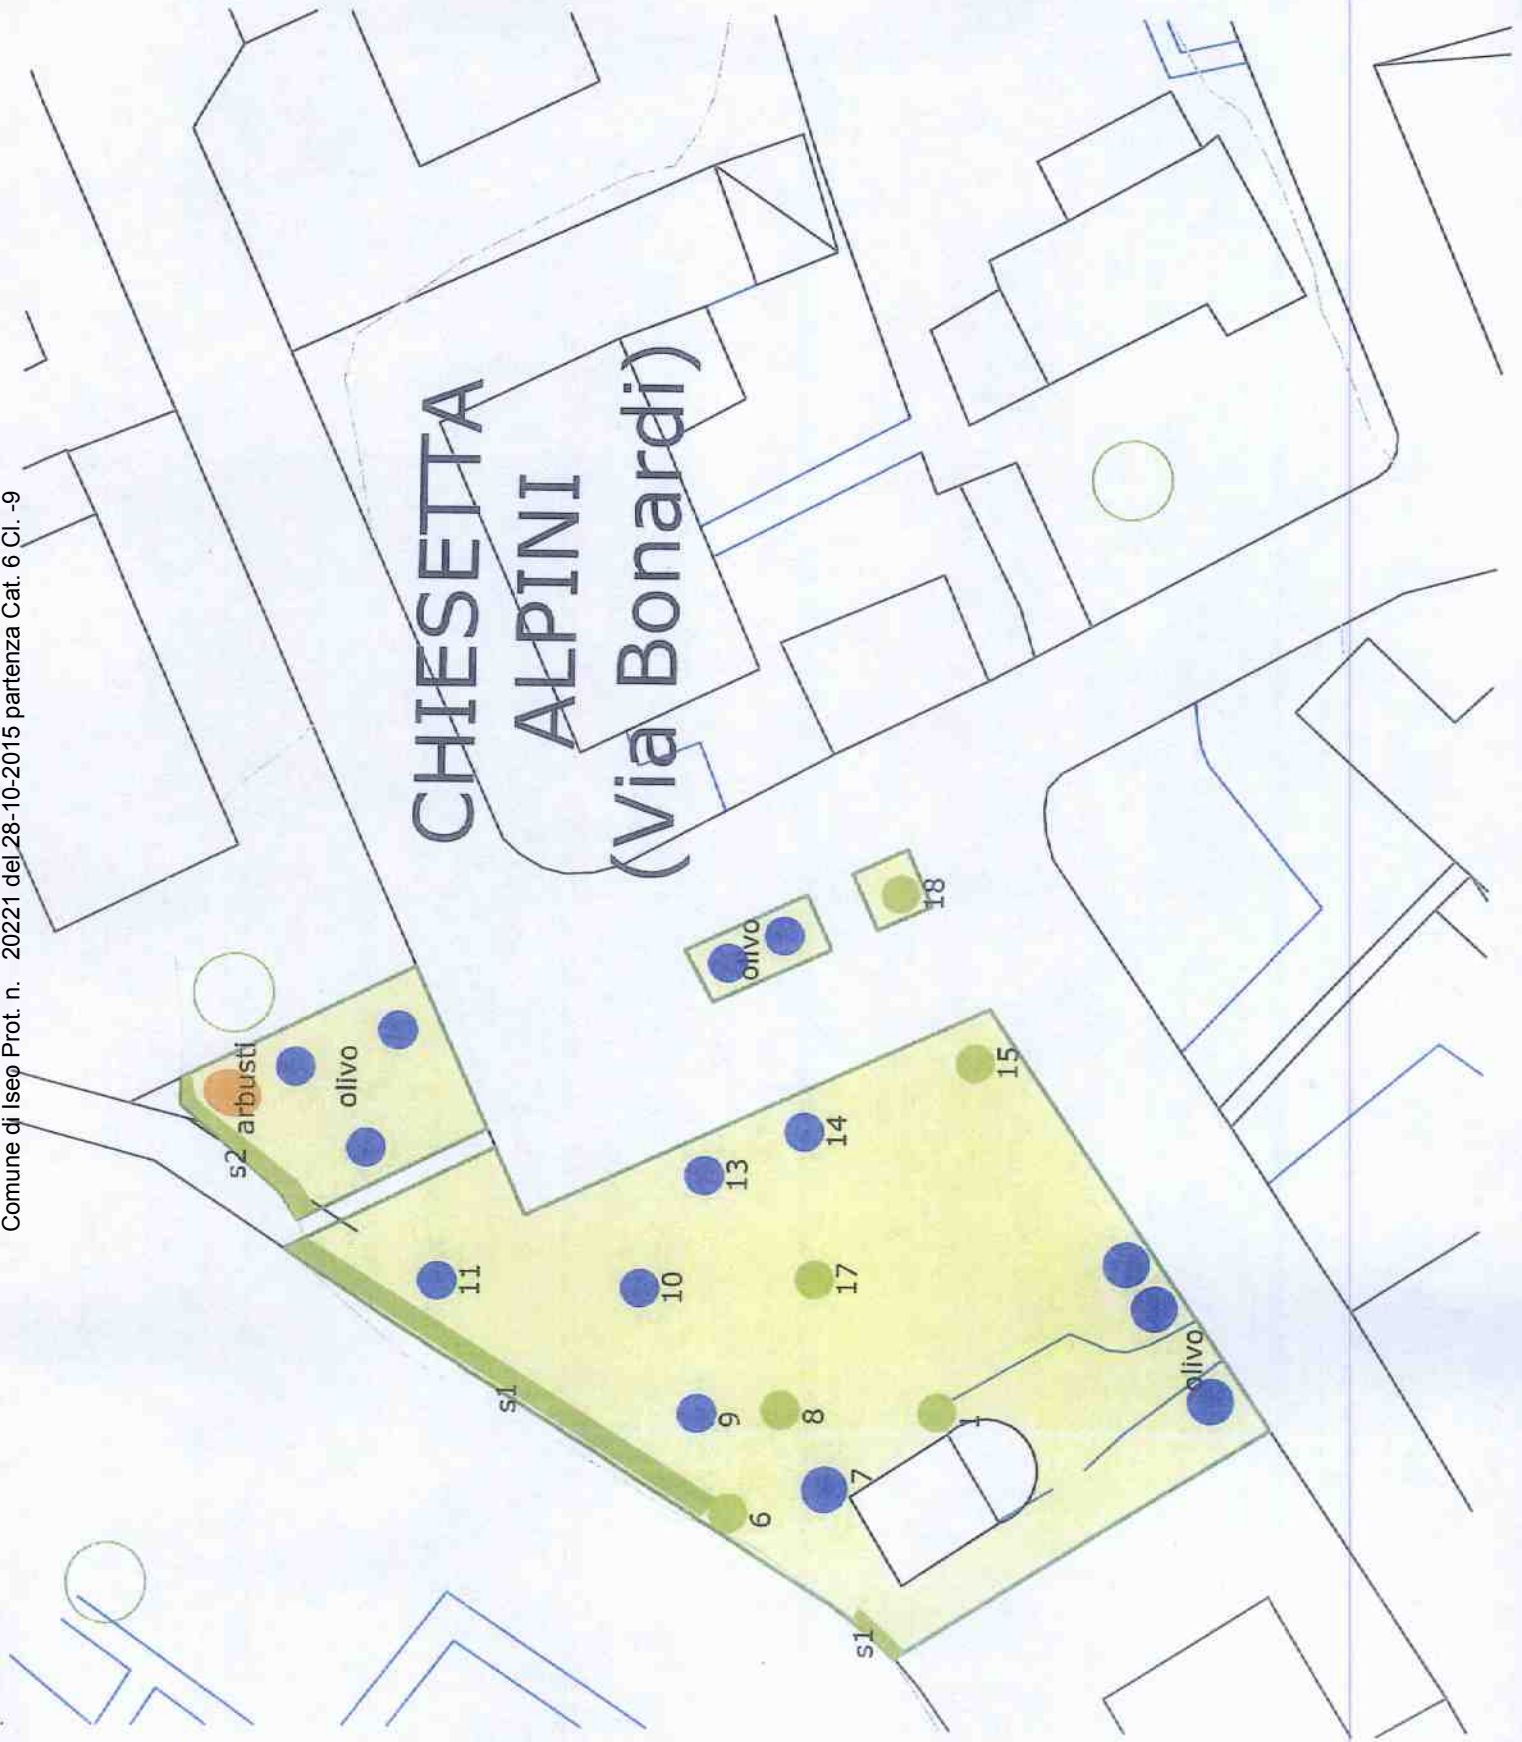 Comune di Iseo Prot. n. 20221 del 28-10-2015 partenza Cat. 6 Cl. -9
CHIESETTA
ALPINI
(Via Bonardi)
s2
arbusti
olivo
olivo
18
15
14
13
11
10
17
s1
9
8
1
olivo
7
6
s1